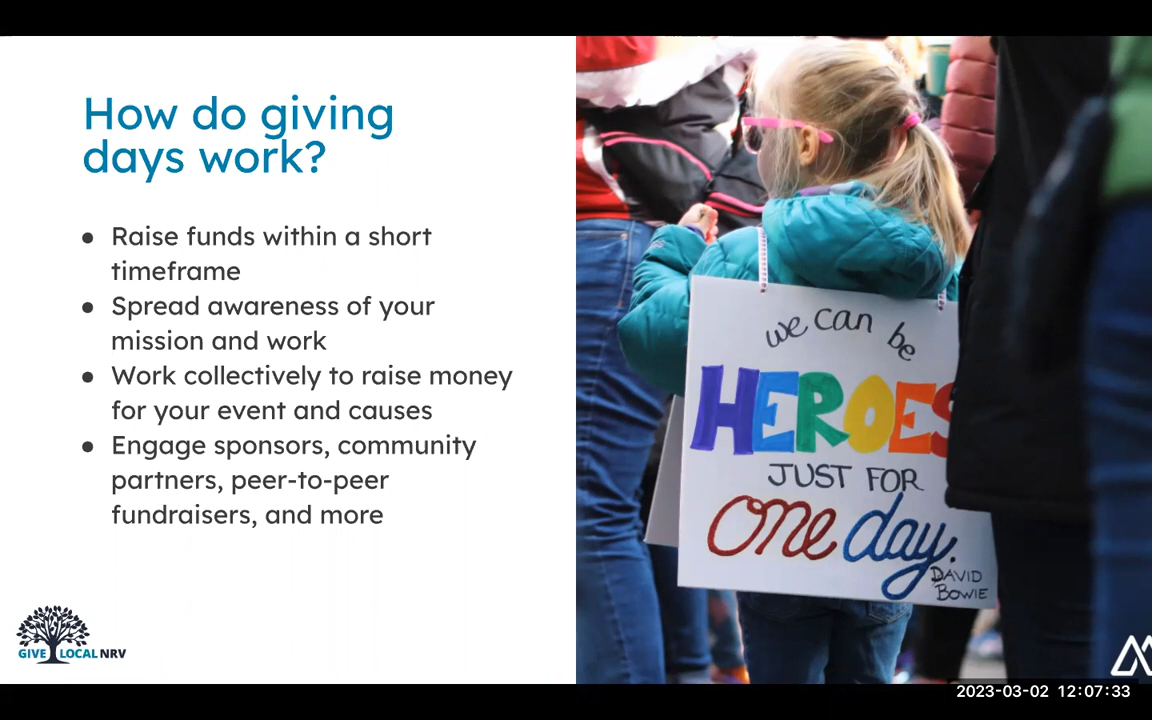 How do giving
days work?
● Raise funds within a short
timeframe
● Spread awareness of your
mission and work
● Work collectively to raise money
for your event and causes
● Engage sponsors, community
partners, peer-to-peer
fundraisers, and more
GIVE LOCAL NRV
we can be
HEROES
JUST FOR
one day.
DAVID
BOWIE
2023-03-02 12:07:33